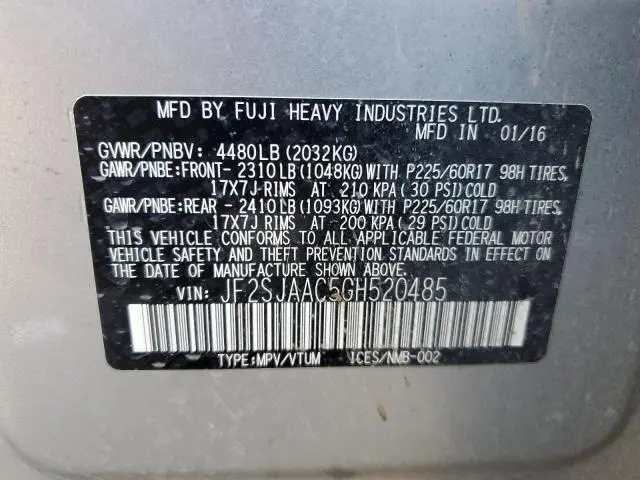 MFD BY FUJI HEAVY INDUSTRIES LTD.
MFD IN 01/16
GVWR/PNBV: 4480LB(2032KG)
GAWR/PNBE:FRONT- 2310LB(1048KG)WITH P225/60R17 98H TIRES,
17X7J RIMS AT 210 KPA(30 PSI)COLD
GAWR/PNBE:REAR - 2410LB(1093KG)WITH P225/60R17 98H TIRES,
17X7J RIMS AT 200 KPA(29 PSI)COLD
THIS VEHICLE CONFORMS TO ALL APPLICABLE FEDERAL MOTOR
VEHICLE SAFETY AND THEFT PREVENTION STANDARDS IN EFFECT
ON THE DATE OF MANUFACTURE SHOWN ABOVE.
VIN: JF2SJAAC5GH520485
TYPE:MPV/VTUM ICES/NMB-002